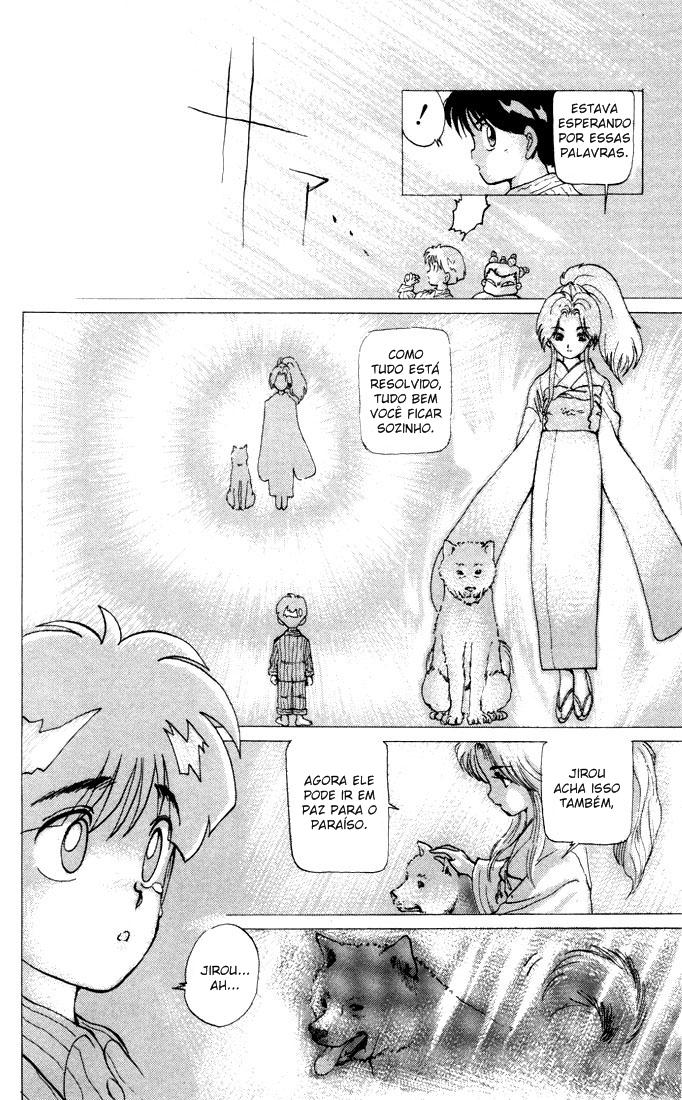 ESTAVA
ESPERANDO
POR ESSAS
PALAVRAS.
!
COMO
TUDO ESTÁ
RESOLVIDO,
TUDO BEM
VOCÊ FICAR
SOZINHO.
JIROU
ACHA ISSO
TAMBÉM,
AGORA ELE
PODE IR EM
PAZ PARA O
PARAÍSO.
JIROU...
AH...